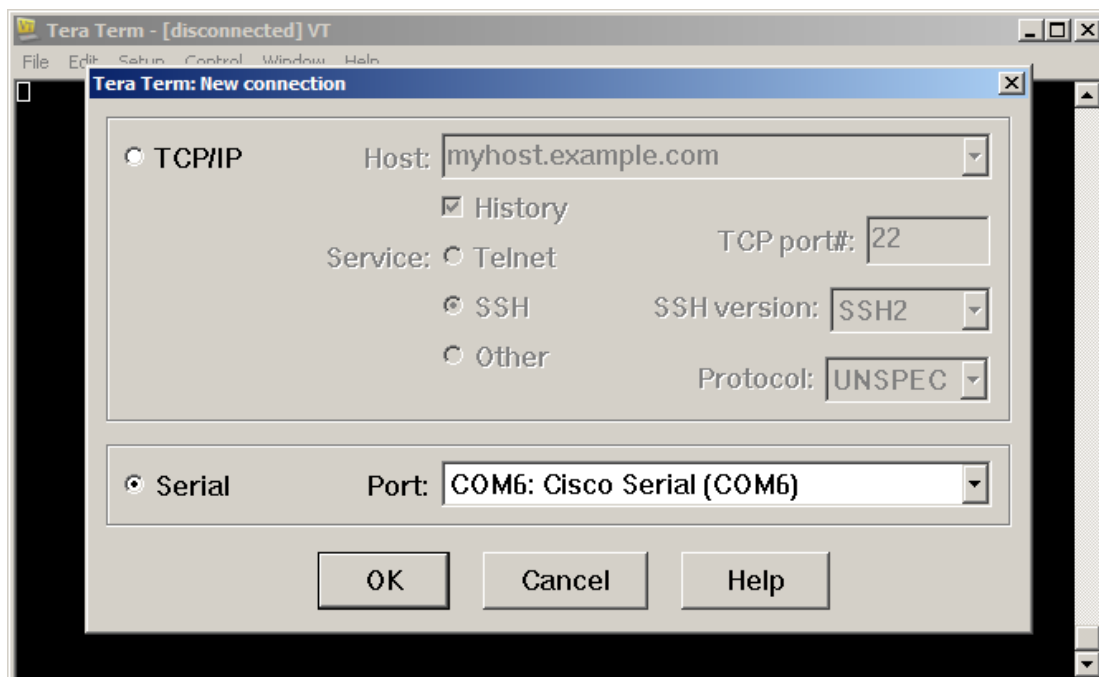 Tera Term - [disconnected] VT
File Edit Setup Control Window Help
Tera Term: New connection
TCP/IP Host: myhost.example.com
History
TCP port#: 22
Service: Telnet
SSH SSH version: SSH2
Other
Protocol: UNSPEC
Serial Port: COM6: Cisco Serial (COM6)
OK Cancel Help